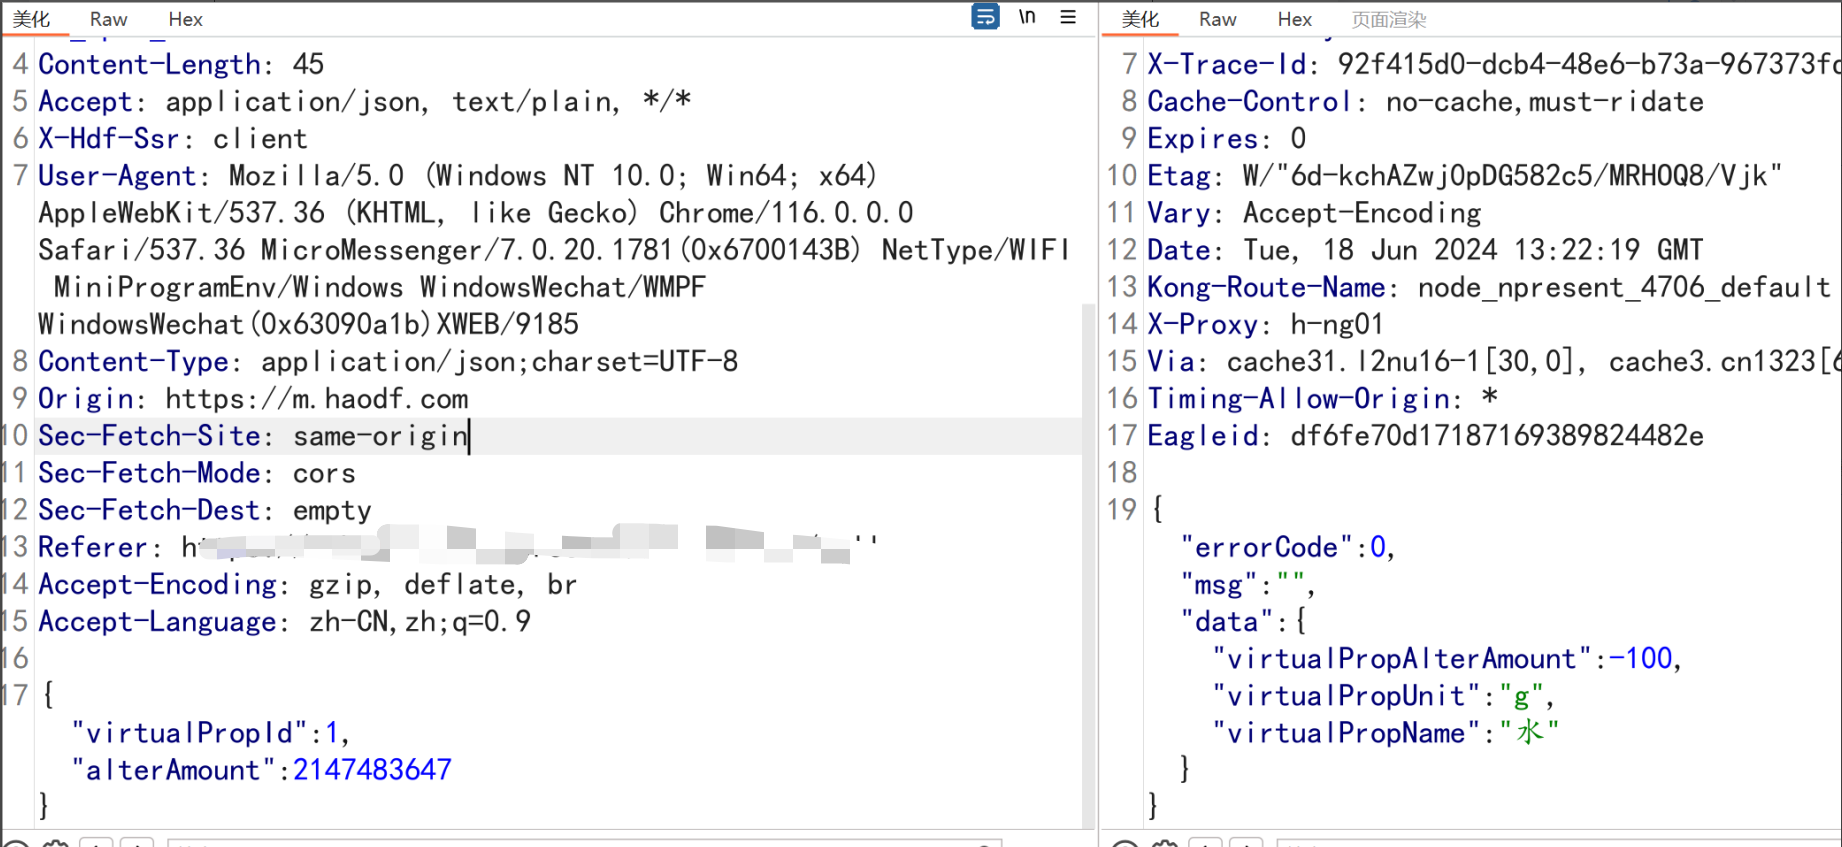 美化 Raw Hex \n
4 Content-Length: 45
5 Accept: application/json, text/plain, */*
6 X-Hdf-Ssr: client
7 User-Agent: Mozilla/5.0 (Windows NT 10.0; Win64; x64)
AppleWebKit/537.36 (KHTML, like Gecko) Chrome/116.0.0.0
Safari/537.36 MicroMessenger/7.0.20.1781(0x6700143B) NetType/WIFI
MiniProgramEnv/Windows WindowsWechat/WMPF
WindowsWechat(0x63090a1b)XWEB/9185
8 Content-Type: application/json;charset=UTF-8
9 Origin: https://m.haodf.com
10 Sec-Fetch-Site: same-origin
11 Sec-Fetch-Mode: cors
12 Sec-Fetch-Dest: empty
13 Referer:
14 Accept-Encoding: gzip, deflate, br
15 Accept-Language: zh-CN,zh;q=0.9
16
17 {
"virtualPropId":1,
"alterAmount":2147483647
}
美化 Raw Hex 页面渲染
7 X-Trace-Id: 92f415d0-dcb4-48e6-b73a-967373f
8 Cache-Control: no-cache,must-ridate
9 Expires: 0
10 Etag: W/"6d-kchAZwj0pDG582c5/MRHOQ8/Vjk"
11 Vary: Accept-Encoding
12 Date: Tue, 18 Jun 2024 13:22:19 GMT
13 Kong-Route-Name: node_npresent_4706_default
14 X-Proxy: h-ng01
15 Via: cache31.l2nu16-1[30,0], cache3.cn1323[
16 Timing-Allow-Origin: *
17 Eagleid: df6fe70d17187169389824482e
18
19 {
"errorCode":0,
"msg":"",
"data":{
"virtualPropAlterAmount":-100,
"virtualPropUnit":"g",
"virtualPropName":"水"
}
}